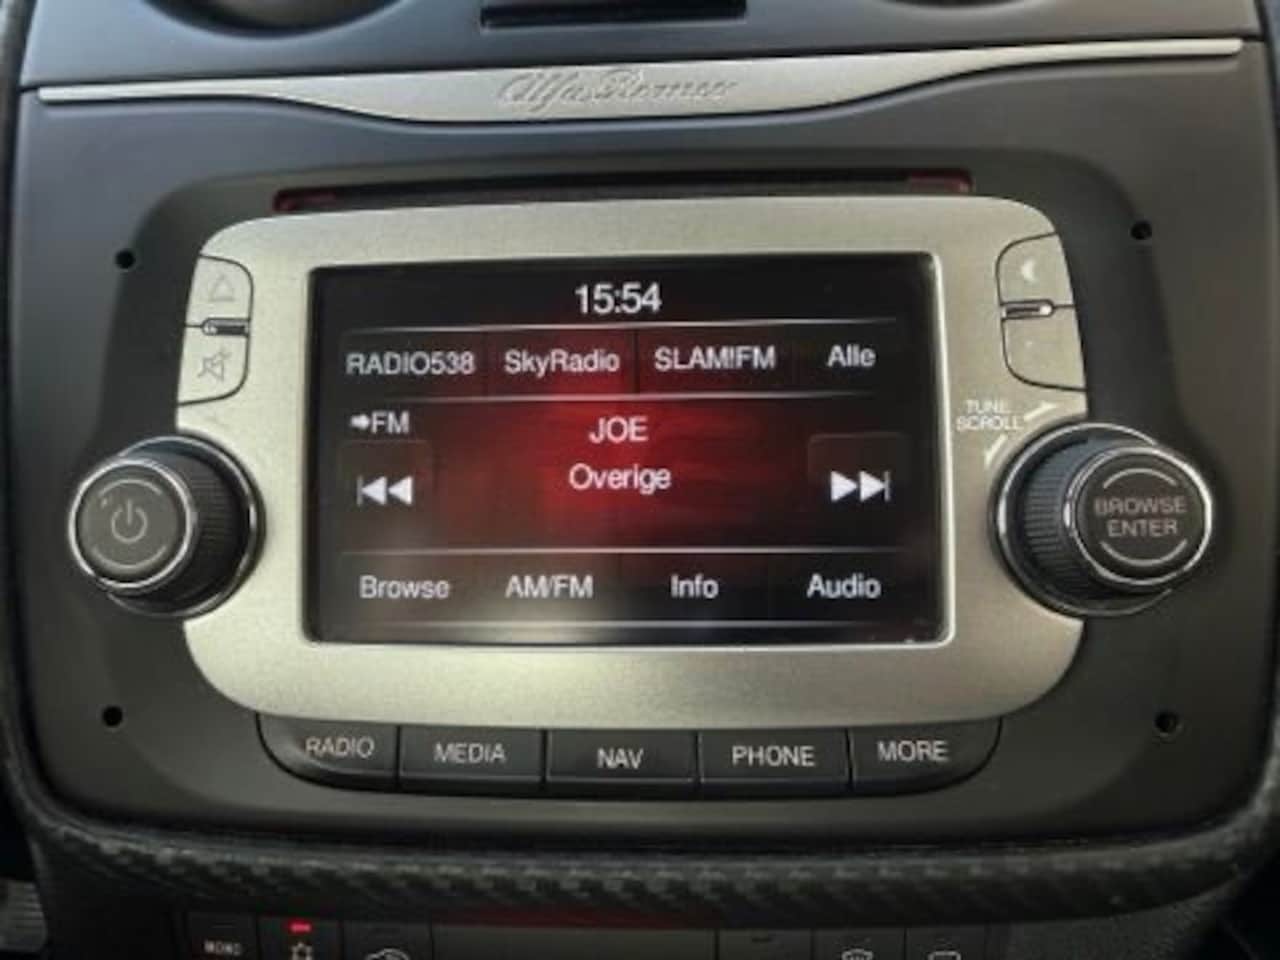 Alfa Romeo
15:54
RADIO538 SkyRadio SLAM!FM Alle
FM
JOE
Overige
TUNE
SCROLL
BROWSE
ENTER
Browse AM/FM Info Audio
RADIO MEDIA NAV PHONE MORE
MONO